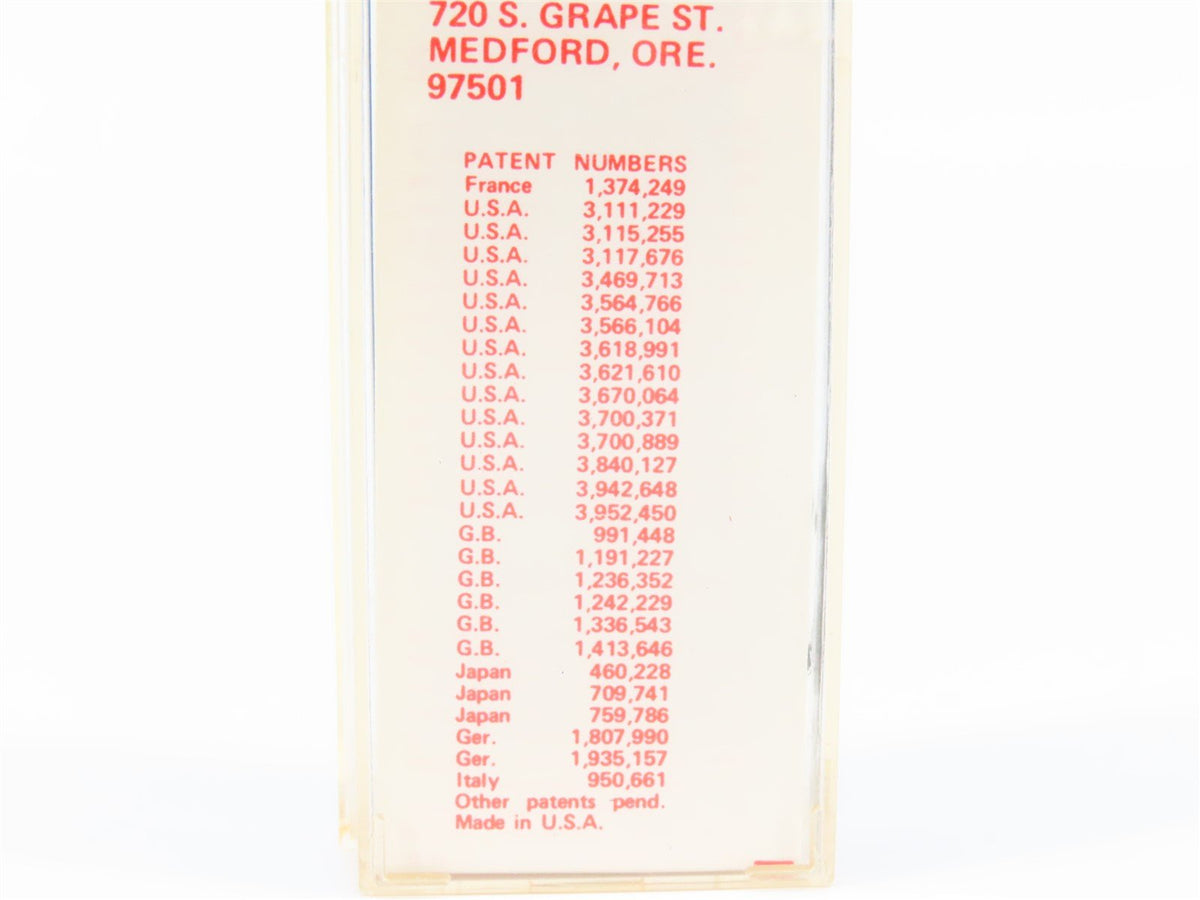 720 S. GRAPE ST.
MEDFORD, ORE.
97501
PATENT NUMBERS
France 1,374,249
U.S.A. 3,111,229
U.S.A. 3,115,255
U.S.A. 3,117,676
U.S.A. 3,469,713
U.S.A. 3,564,766
U.S.A. 3,566,104
U.S.A. 3,618,991
U.S.A. 3,621,610
U.S.A. 3,670,064
U.S.A. 3,700,371
U.S.A. 3,700,889
U.S.A. 3,840,127
U.S.A. 3,942,648
U.S.A. 3,952,450
G.B. 991,448
G.B. 1,191,227
G.B. 1,236,352
G.B. 1,242,229
G.B. 1,336,543
G.B. 1,413,646
Japan 460,228
Japan 709,741
Japan 759,786
Ger. 1,807,990
Ger. 1,935,157
Italy 950,661
Other patents pend.
Made in U.S.A.